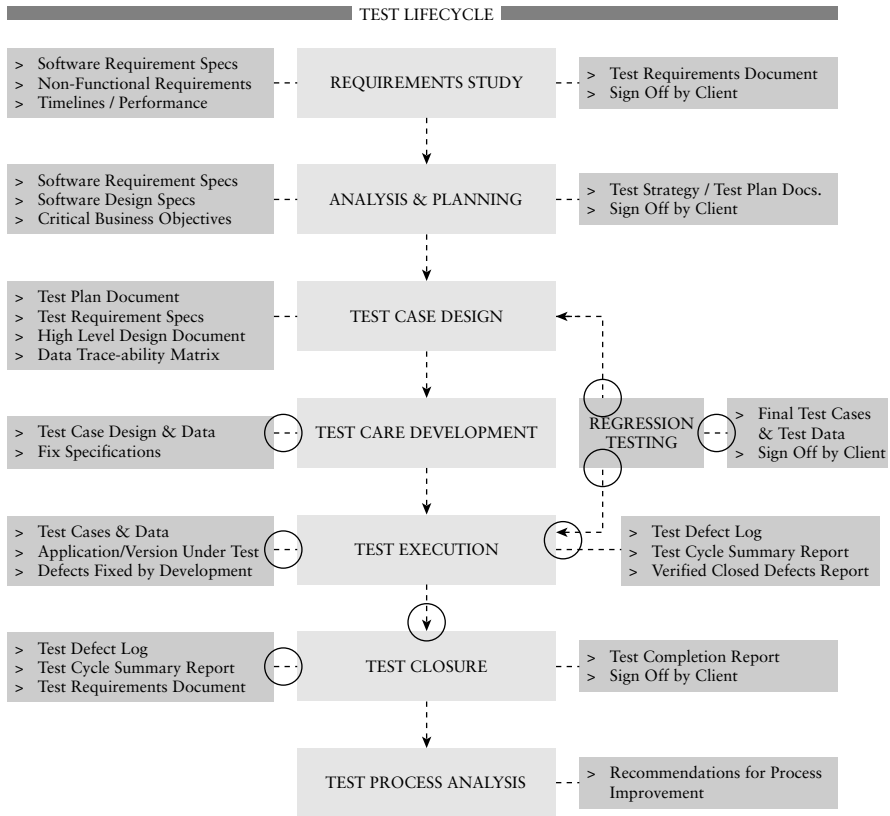 TEST LIFECYCLE
> Software Requirement Specs
> Non-Functional Requirements
> Timelines / Performance
REQUIREMENTS STUDY
> Test Requirements Document
> Sign Off by Client
> Software Requirement Specs
> Software Design Specs
> Critical Business Objectives
ANALYSIS & PLANNING
> Test Strategy / Test Plan Docs.
> Sign Off by Client
> Test Plan Document
> Test Requirement Specs
> High Level Design Document
> Data Trace-ability Matrix
TEST CASE DESIGN
> Test Case Design & Data
> Fix Specifications
TEST CARE DEVELOPMENT
REGRESSION
TESTING
> Final Test Cases
& Test Data
> Sign Off by Client
> Test Cases & Data
> Application/Version Under Test
> Defects Fixed by Development
TEST EXECUTION
> Test Defect Log
> Test Cycle Summary Report
> Verified Closed Defects Report
> Test Defect Log
> Test Cycle Summary Report
> Test Requirements Document
TEST CLOSURE
> Test Completion Report
> Sign Off by Client
TEST PROCESS ANALYSIS
> Recommendations for Process
Improvement